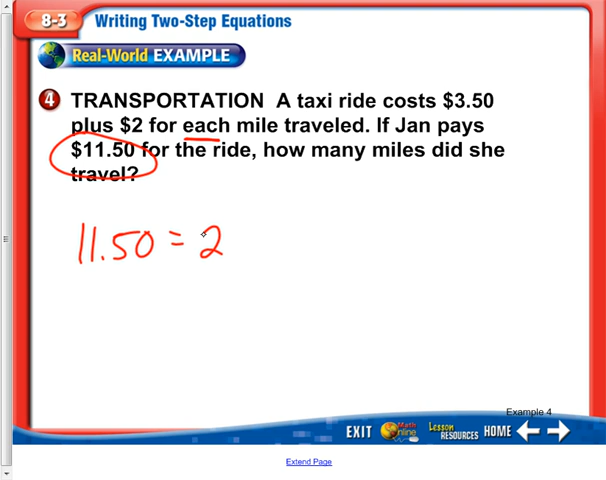 8-3 Writing Two-Step Equations
Real-World EXAMPLE
4 TRANSPORTATION A taxi ride costs $3.50
plus $2 for each mile traveled. If Jan pays
$11.50 for the ride, how many miles did she
travel?
11.50 = 2
Example 4
EXIT Math Online Lesson RESOURCES HOME
Extend Page